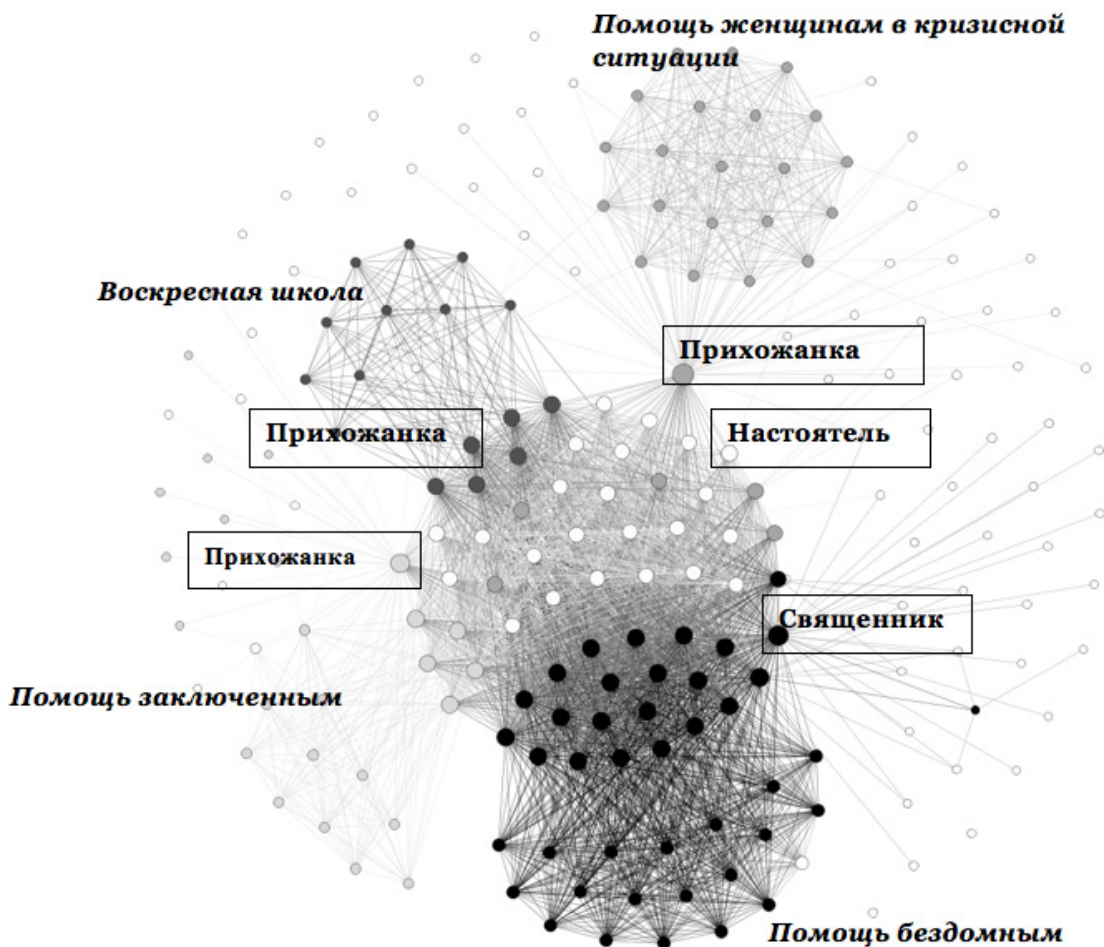 Помощь женщинам в кризисной
ситуации
Воскресная школа
Прихожанка
Прихожанка
Настоятель
Прихожанка
Священник
Помощь заключенным
Помощь бездомным